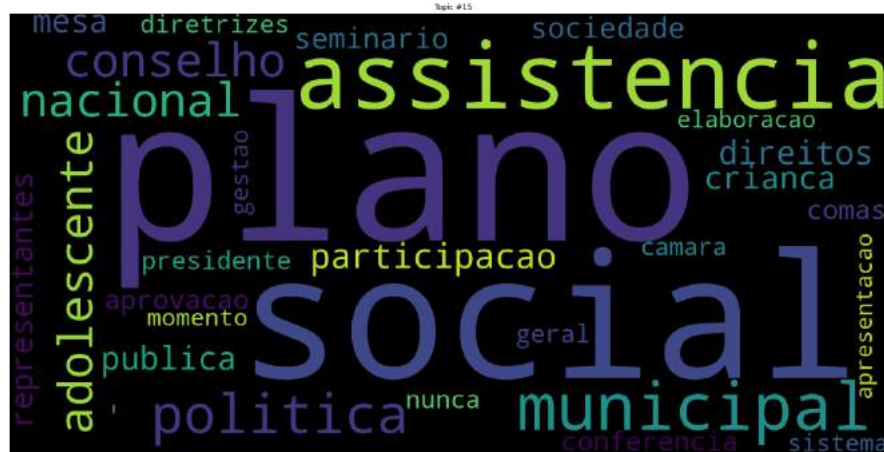 Topic #15
mesa
diretrizes
seminario
sociedade
conselho
assistencia
nacional
elaboracao
plano
direitos
crianca
gestao
comas
representantes
adolescente
presidente
participacao
camara
aprovacao
momento
social
geral
apresentacao
publica
'
politica
nunca
municipal
conferencia
sistema